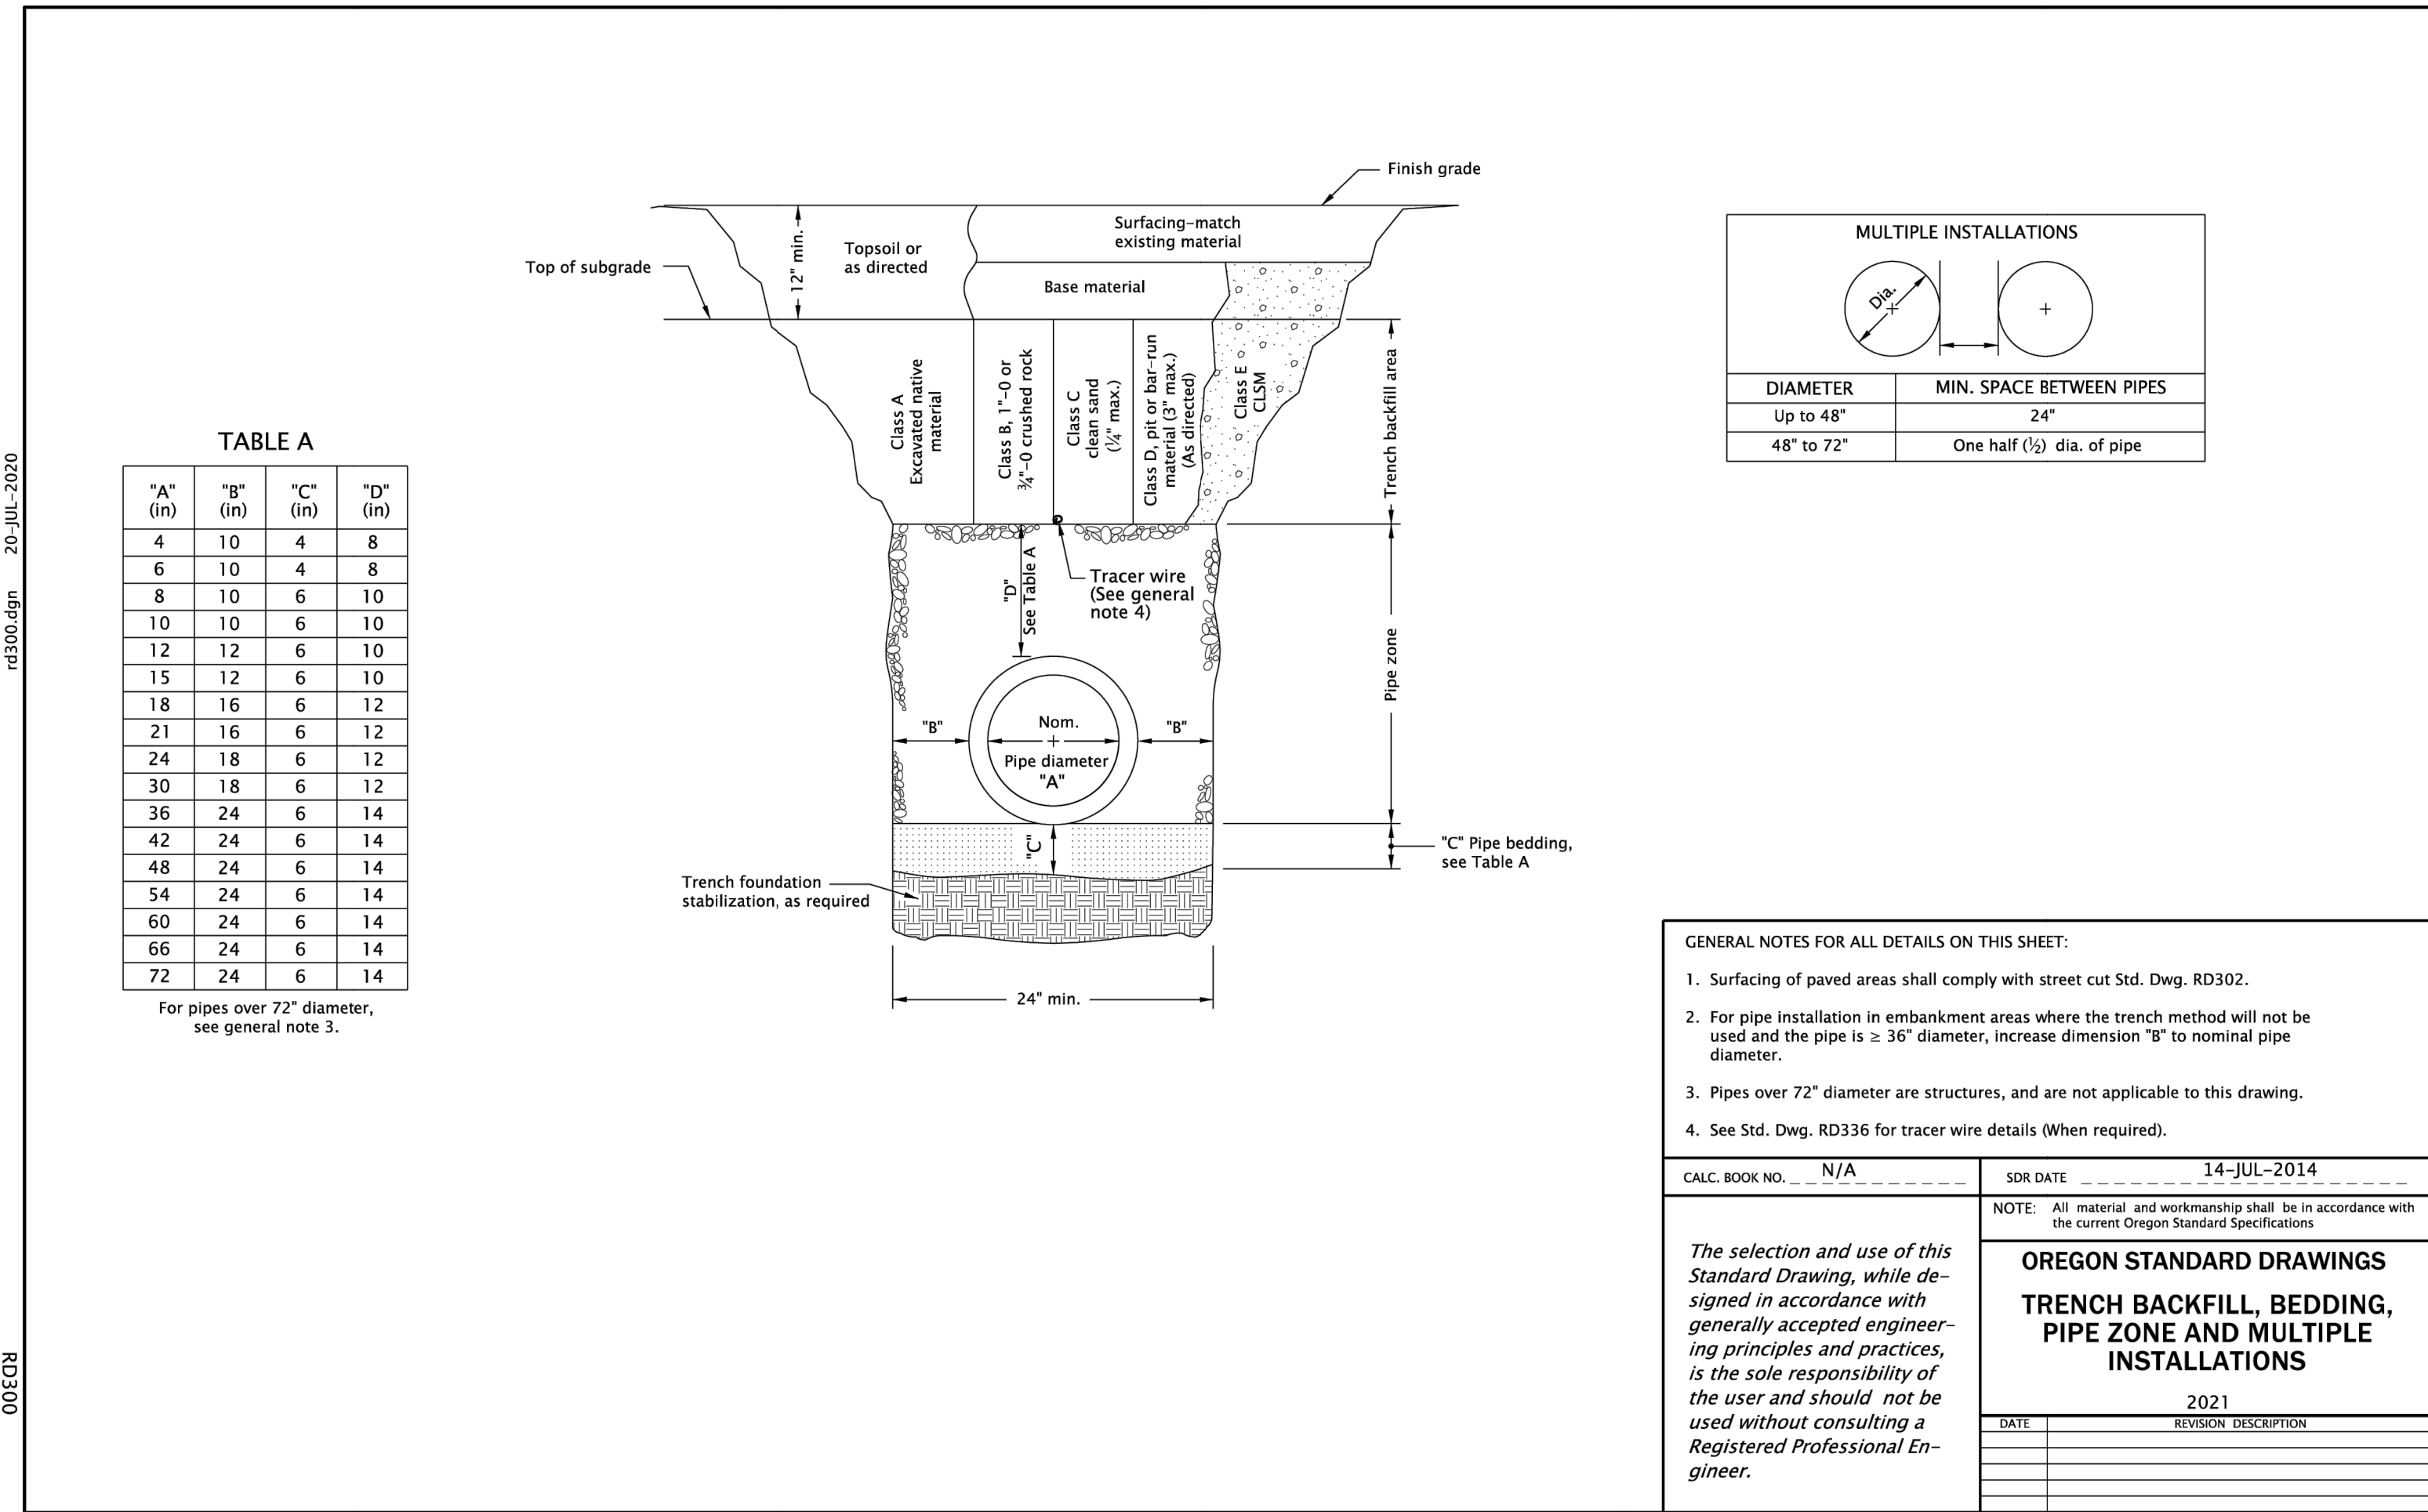 rd300.dgn 20-JUL-2020
RD300
Finish grade
Surfacing-match
existing material
Topsoil or
as directed
12" min.
Top of subgrade
Base material
Class A
Excavated native
material
Class B, 1"-0 or
¾"-0 crushed rock
Class C
clean sand
(¼" max.)
Class D, pit or bar-run
material (3" max.)
(As directed)
Class E
CLSM
Trench backfill area
"D"
See Table A
Tracer wire
(See general
note 4)
Pipe zone
"B"
Nom.
Pipe diameter
"A"
"B"
"C"
"C" Pipe bedding,
see Table A
Trench foundation
stabilization, as required
24" min.
TABLE A
"A" "B" "C" "D"
(in) (in) (in) (in)
4 10 4 8
6 10 4 8
8 10 6 10
10 10 6 10
12 12 6 10
15 12 6 10
18 16 6 12
21 16 6 12
24 18 6 12
30 18 6 12
36 24 6 14
42 24 6 14
48 24 6 14
54 24 6 14
60 24 6 14
66 24 6 14
72 24 6 14
For pipes over 72" diameter,
see general note 3.
MULTIPLE INSTALLATIONS
Dia.
DIAMETER MIN. SPACE BETWEEN PIPES
Up to 48" 24"
48" to 72" One half (½) dia. of pipe
GENERAL NOTES FOR ALL DETAILS ON THIS SHEET:
1. Surfacing of paved areas shall comply with street cut Std. Dwg. RD302.
2. For pipe installation in embankment areas where the trench method will not be
used and the pipe is ≥ 36" diameter, increase dimension "B" to nominal pipe
diameter.
3. Pipes over 72" diameter are structures, and are not applicable to this drawing.
4. See Std. Dwg. RD336 for tracer wire details (When required).
CALC. BOOK NO. N/A
SDR DATE 14-JUL-2014
NOTE: All material and workmanship shall be in accordance with
the current Oregon Standard Specifications
The selection and use of this
Standard Drawing, while de-
signed in accordance with
generally accepted engineer-
ing principles and practices,
is the sole responsibility of
the user and should not be
used without consulting a
Registered Professional En-
gineer.
OREGON STANDARD DRAWINGS
TRENCH BACKFILL, BEDDING,
PIPE ZONE AND MULTIPLE
INSTALLATIONS
2021
DATE REVISION DESCRIPTION